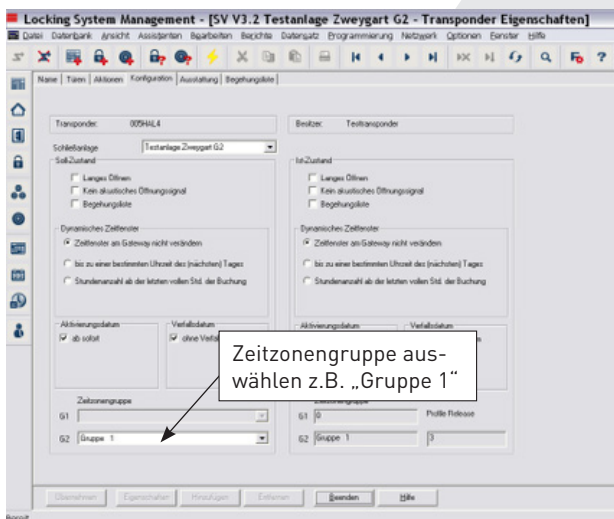 Locking System Management - [SV V3.2 Testanlage Zweygart G2 - Transponder Eigenschaften]
Datei Datenbank Ansicht Assistenten Bearbeiten Berichte Datensatz Programmierung Netzwerk Optionen Fenster Hilfe
Name Türen Aktionen Konfiguration Ausstattung Begehungsliste
Transponder: 005HAL4 Besitzer: Testtransponder
Schließanlage Testanlage Zweygart G2
Soll-Zustand Ist-Zustand
Langes Öffnen Langes Öffnen
Kein akustisches Öffnungssignal Kein akustisches Öffnungssignal
Begehungsliste Begehungsliste
Dynamisches Zeitfenster Dynamisches Zeitfenster
Zeitfenster am Gateway nicht verändern Zeitfenster am Gateway nicht verändern
bis zu einer bestimmten Uhrzeit des (nächsten) Tages bis zu einer bestimmten Uhrzeit des (nächsten) Tages
Stundenanzahl ab der letzten vollen Std. der Buchung Stundenanzahl ab der letzten vollen Std. der Buchung
Aktivierungsdatum Verfallsdatum Aktivierungsdatum Verfallsdatum
ab sofort
Zeitzonengruppe aus-
wählen z.B. „Gruppe 1“
Zeitzonengruppe
G1 G1 0 Profile Release
G2 Gruppe 1 G2 Gruppe 1 3
Übernehmen Eigenschaften Hinzufügen Entfernen Beenden Hilfe